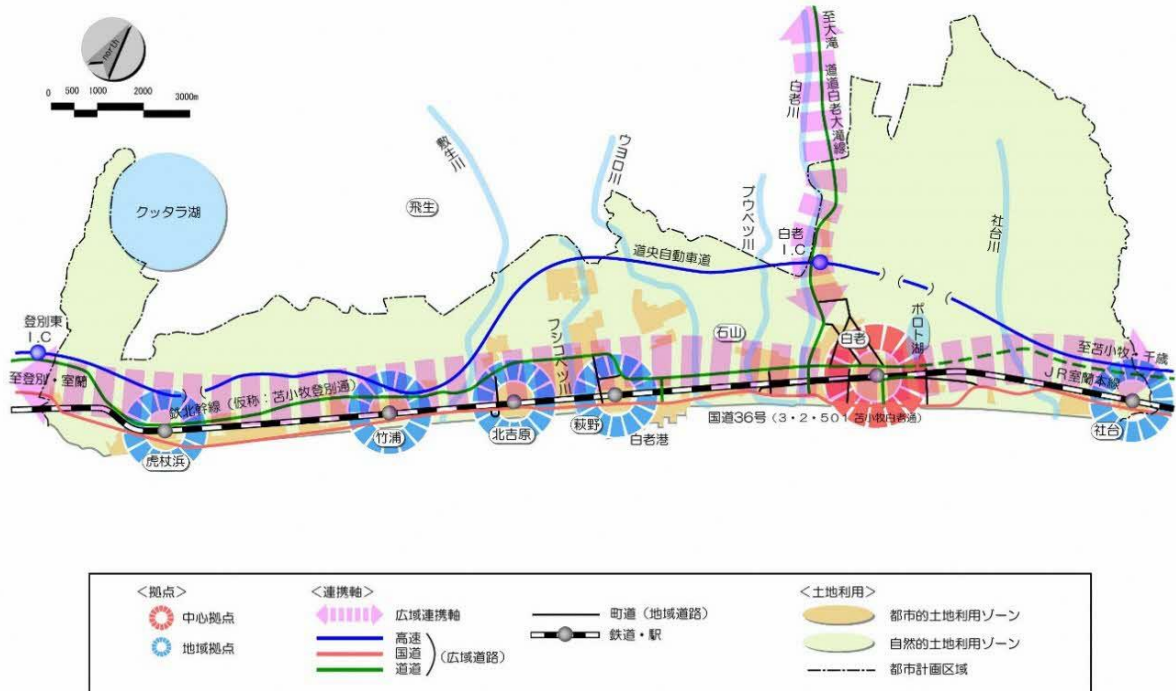 north
0 500 1000 2000 3000m
至大滝
道道白老大滝線
白老川
敷生川
ウヨロ川
ブウベツ川
社台川
クッタラ湖
飛生
白老
I.C
道央自動車道
登別東
I.C
フシコベツ川
石山
白老
ポロト湖
至登別・室蘭
至苫小牧・千歳
鉄北幹線(仮称:苫小牧登別通)
JR室蘭本線
虎杖浜
竹浦
北吉原
萩野
白老港
国道36号(3・2・501苫小牧白老通)
社台
<拠点>
中心拠点
地域拠点
<連携軸>
広域連携軸
高速
国道
道道
(広域道路)
町道(地域道路)
鉄道・駅
<土地利用>
都市的土地利用ゾーン
自然的土地利用ゾーン
都市計画区域